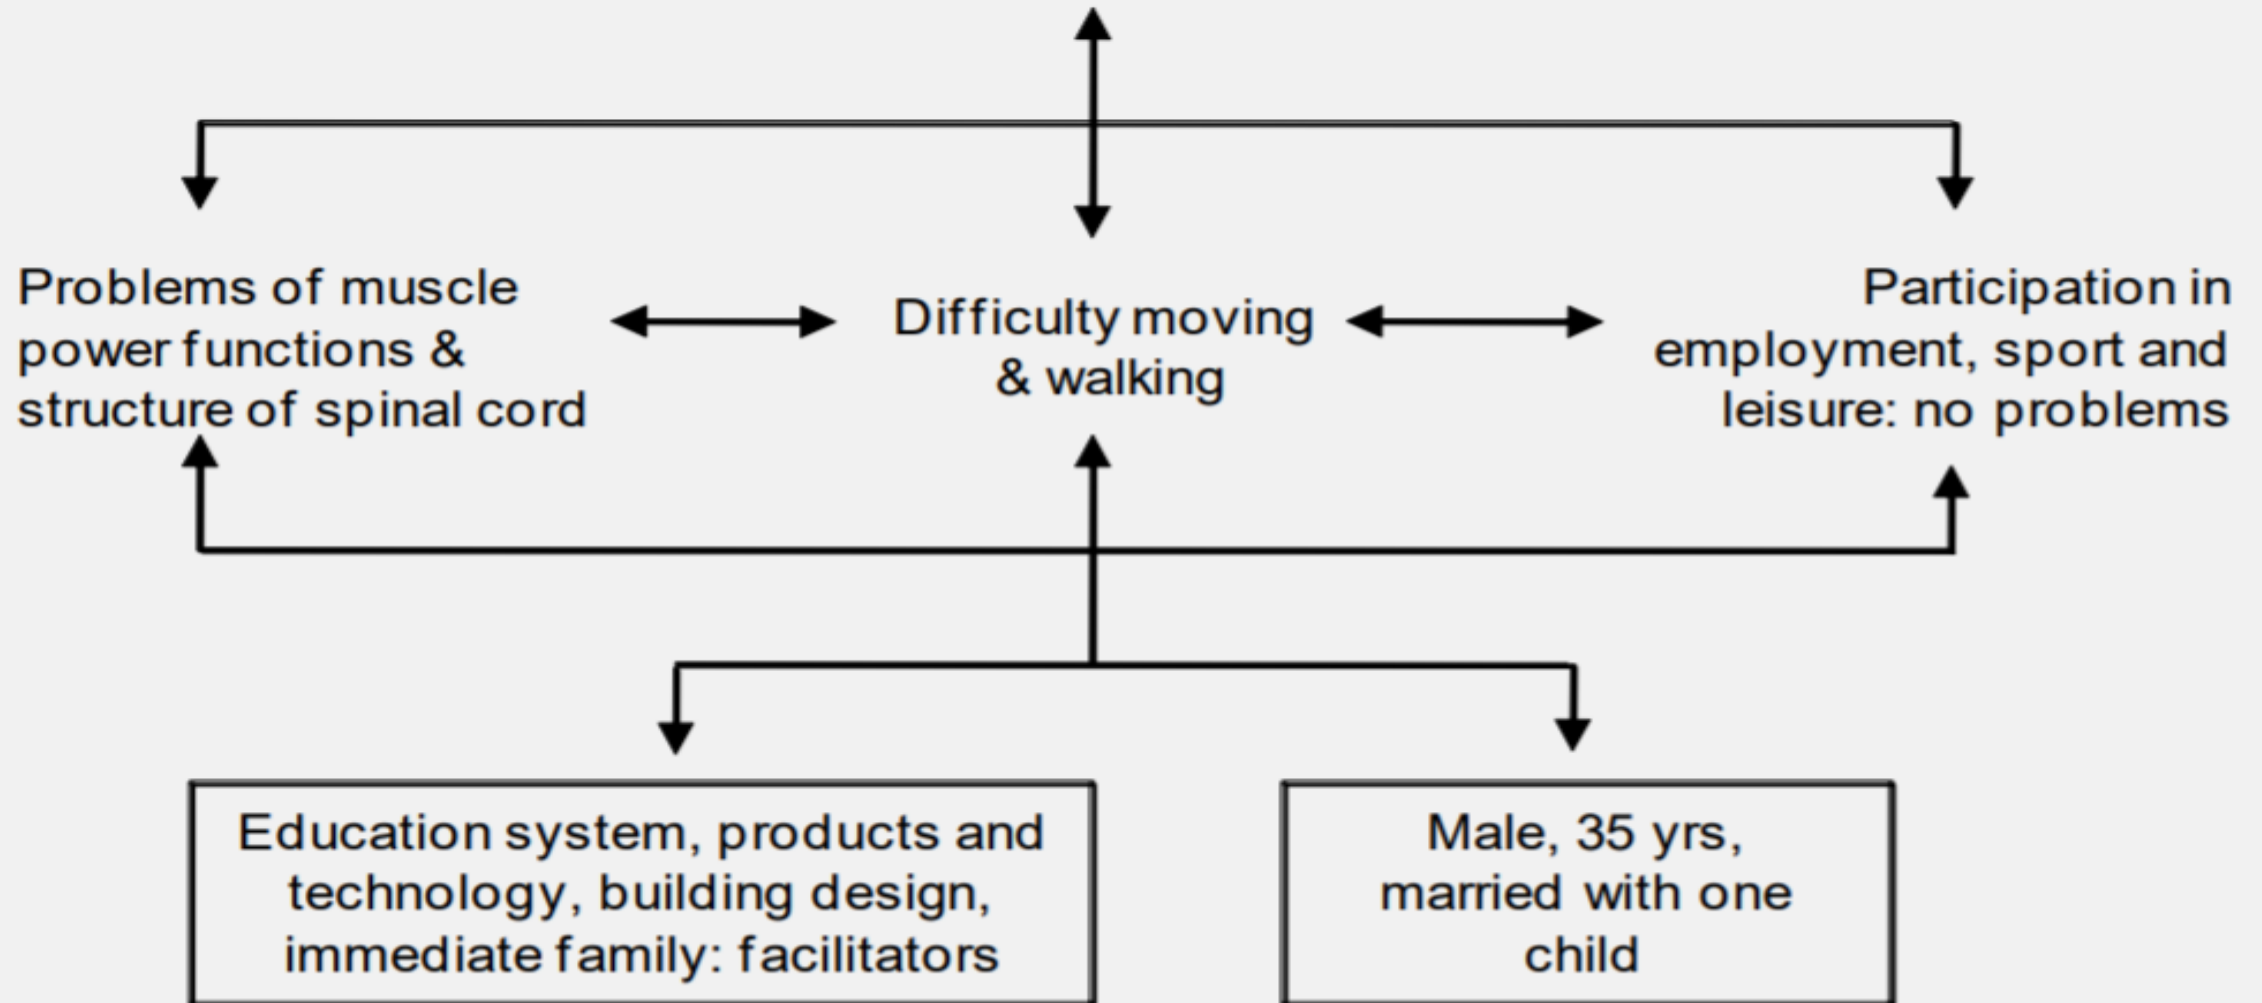 Problems of muscle
power functions &
structure of spinal cord
Difficulty moving
& walking
Participation in
employment, sport and
leisure: no problems
Education system, products and
technology, building design,
immediate family: facilitators
Male, 35 yrs,
married with one
child